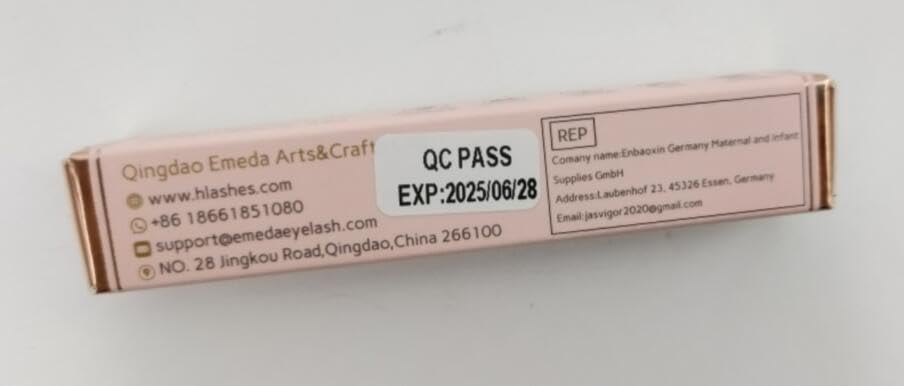 Qingdao Emeda Arts&Craft
www.hlashes.com
+86 18661851080
support@emedaeyelash.com
NO. 28 Jingkou Road,Qingdao,China 266100
QC PASS
EXP:2025/06/28
REP
Comany name:Enbaoxin Germany Maternal and Infant
Supplies GmbH
Address:Laubenhof 23, 45326 Essen, Germany
Email:jasvigor2020@gmail.com